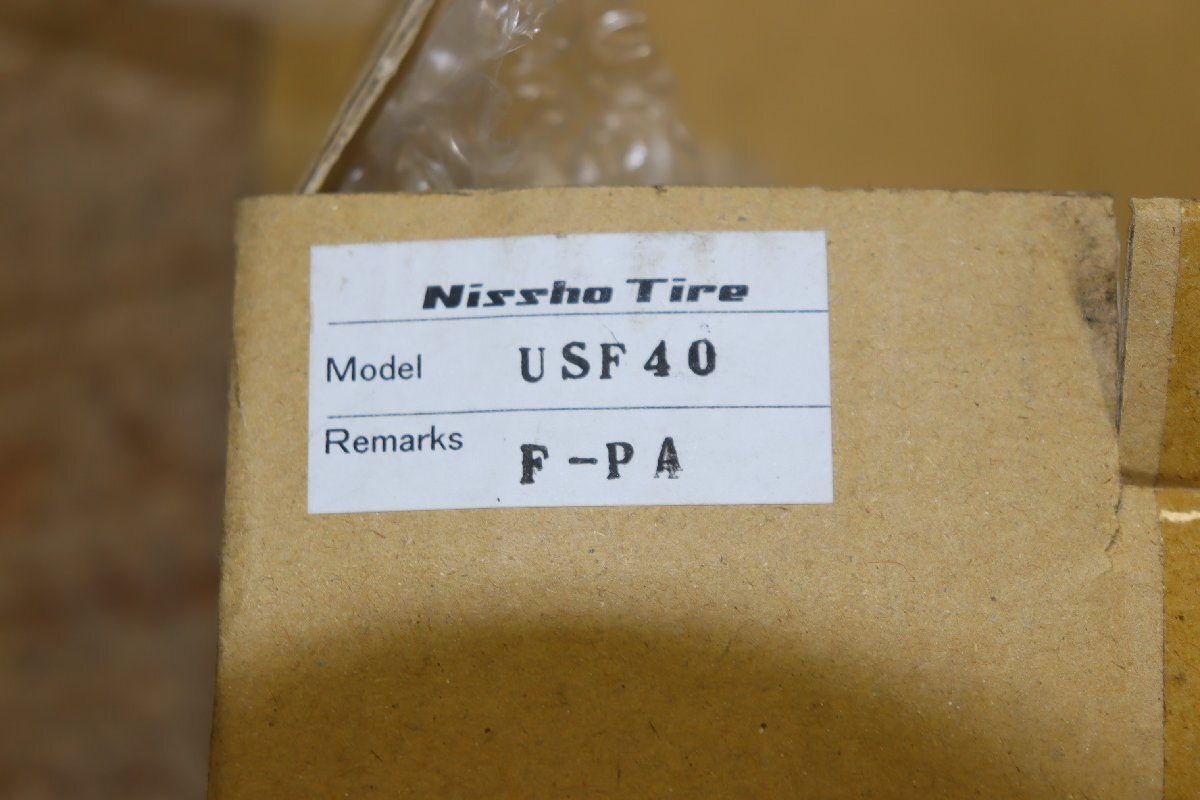 Nissho Tire
Model USF40
Remarks F-PA